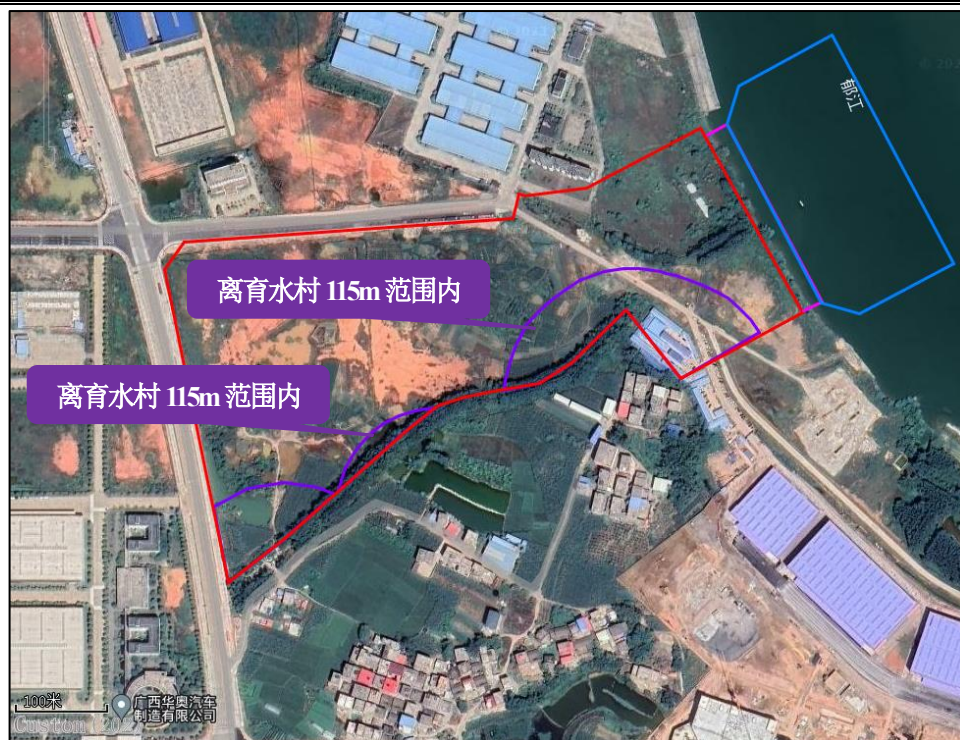 郁江
离育水村 115m 范围内
离育水村 115m 范围内
100米
广西华奥汽车
制造有限公司